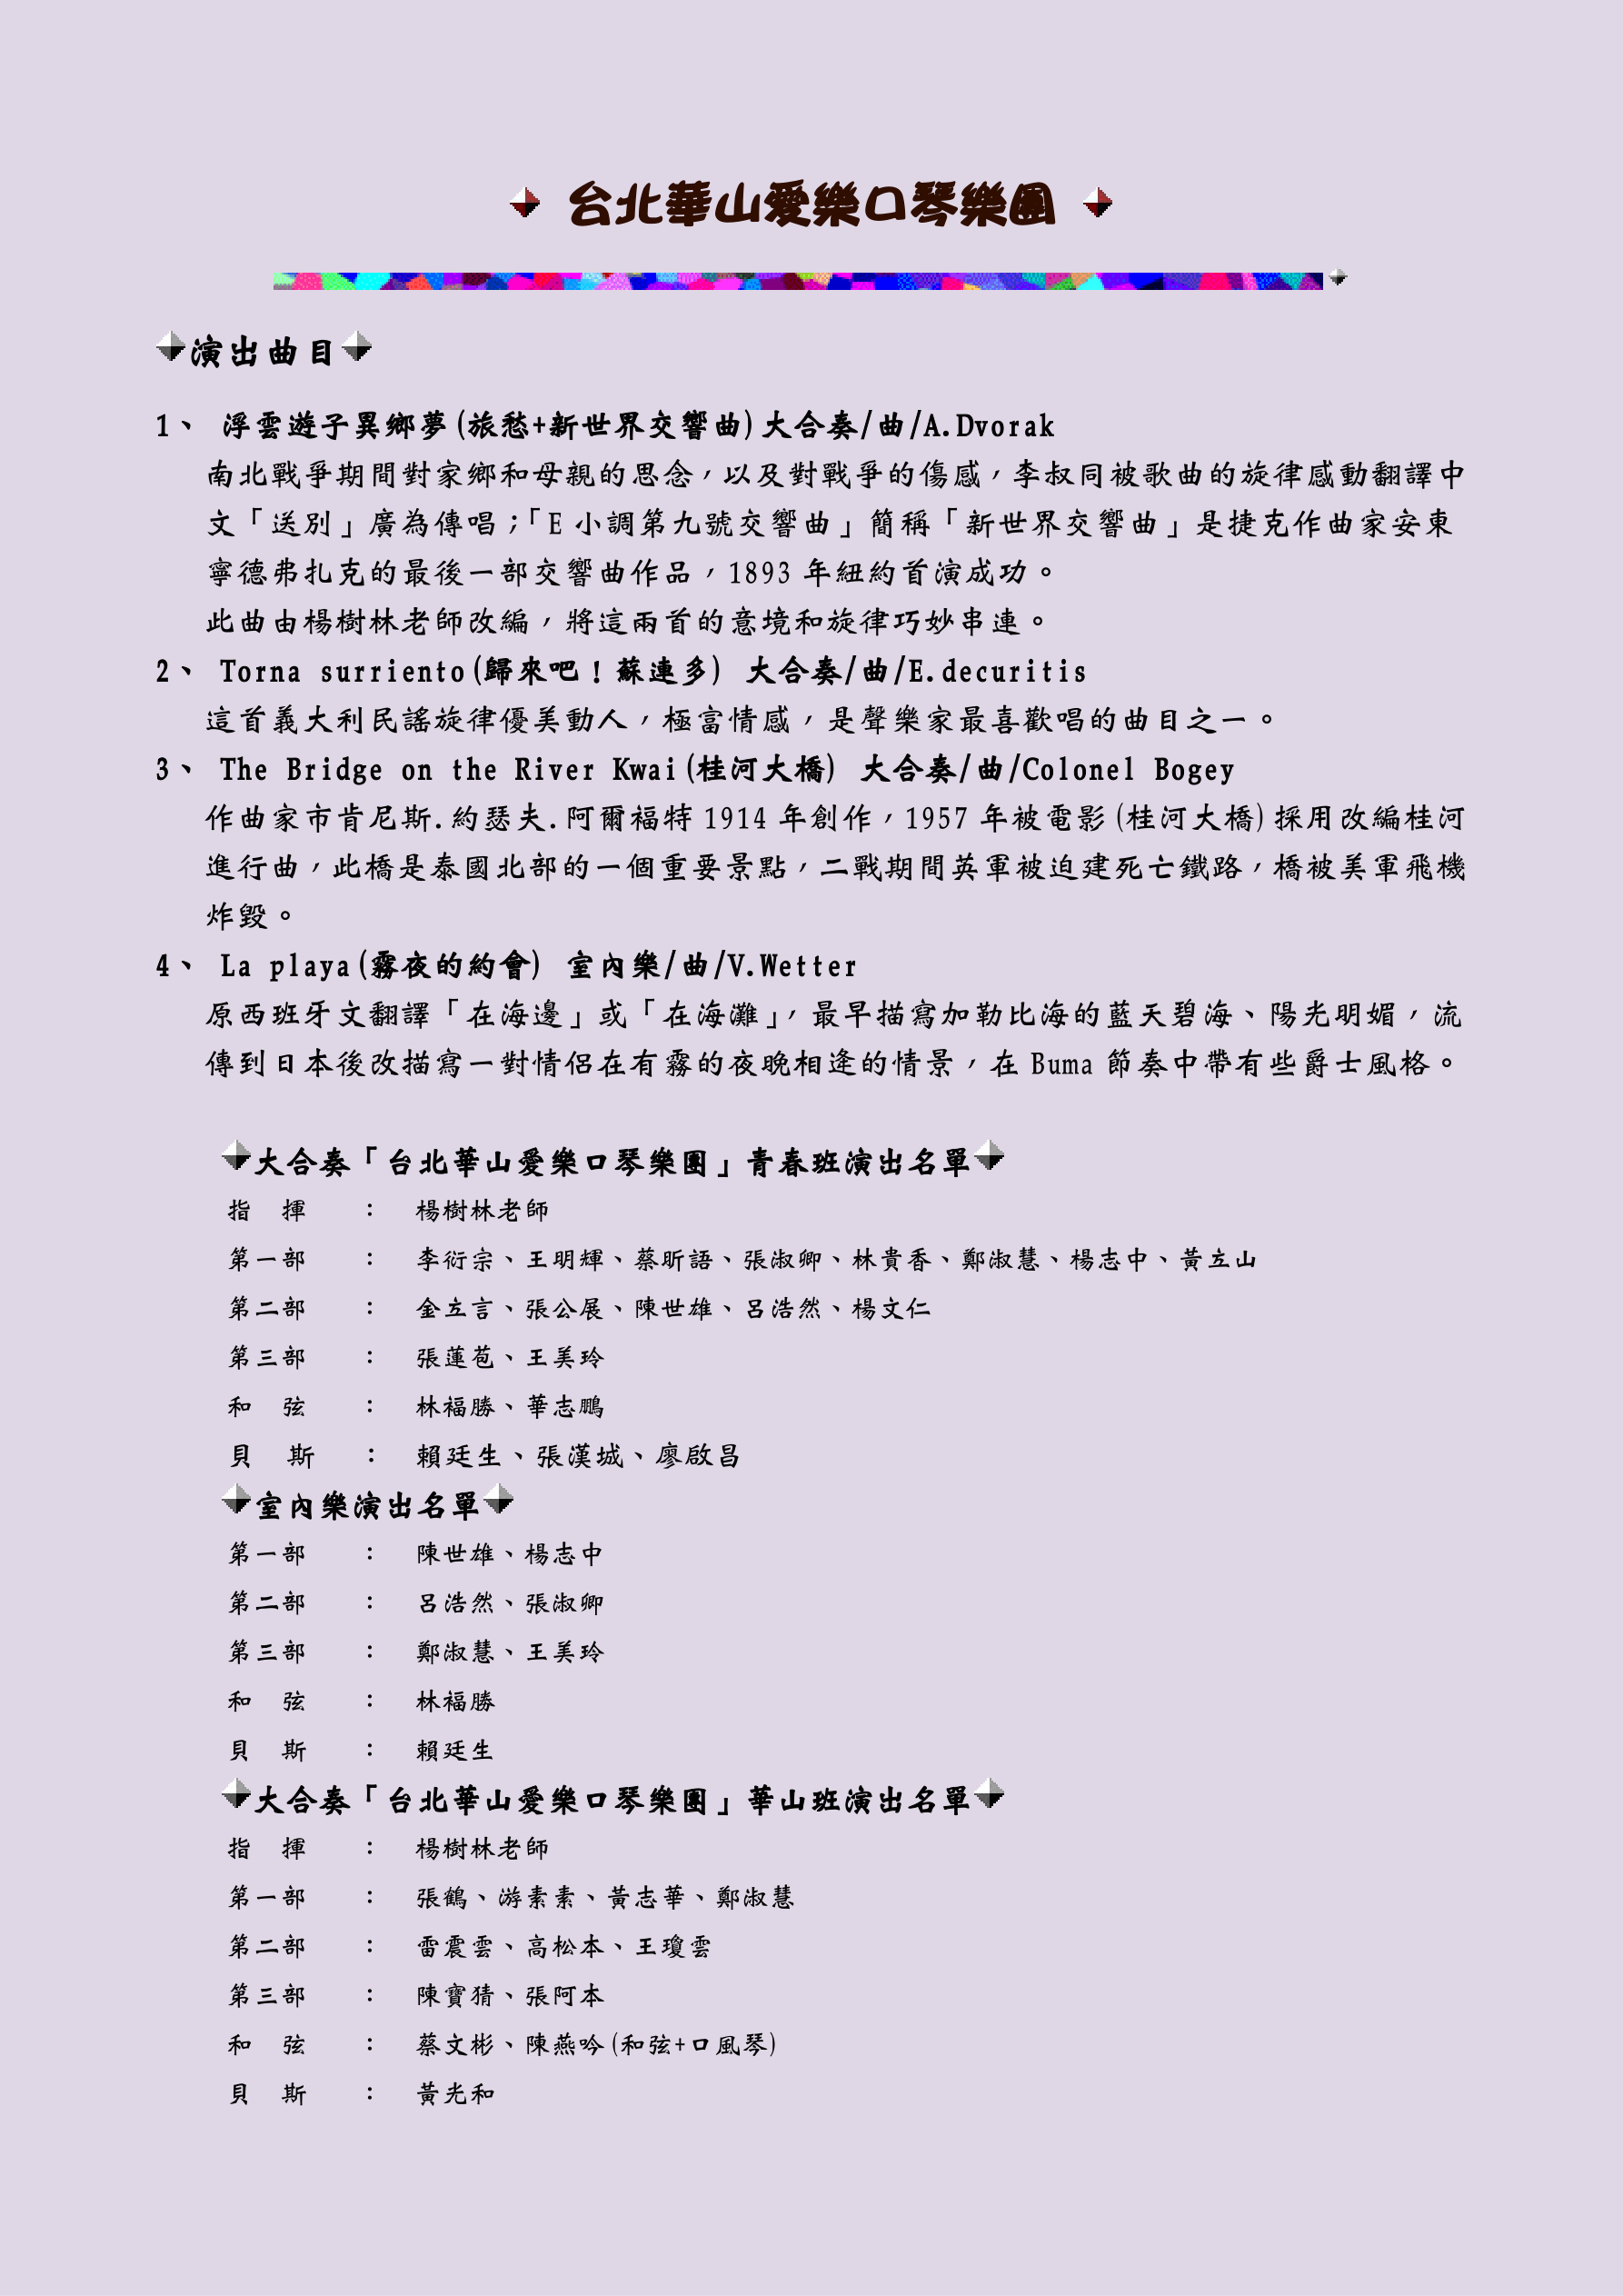 台北華山愛樂口琴樂團
演出曲目
1、 浮雲遊子異鄉夢(旅愁+新世界交響曲)大合奏/曲/A.Dvorak
南北戰爭期間對家鄉和母親的思念，以及對戰爭的傷感，李叔同被歌曲的旋律感動翻譯中
文「送別」廣為傳唱；「E 小調第九號交響曲」簡稱「新世界交響曲」是捷克作曲家安東
寧德弗扎克的最後一部交響曲作品，1893 年紐約首演成功。
此曲由楊樹林老師改編，將這兩首的意境和旋律巧妙串連。
2、 Torna surriento(歸來吧！蘇連多) 大合奏/曲/E.decuritis
這首義大利民謠旋律優美動人，極富情感，是聲樂家最喜歡唱的曲目之一。
3、 The Bridge on the River Kwai(桂河大橋) 大合奏/曲/Colonel Bogey
作曲家市肯尼斯.約瑟夫.阿爾福特 1914 年創作，1957 年被電影(桂河大橋)採用改編桂河
進行曲，此橋是泰國北部的一個重要景點，二戰期間英軍被迫建死亡鐵路，橋被美軍飛機
炸毀。
4、 La playa(霧夜的約會) 室內樂/曲/V.Wetter
原西班牙文翻譯「在海邊」或「在海灘」，最早描寫加勒比海的藍天碧海、陽光明媚，流
傳到日本後改描寫一對情侶在有霧的夜晚相逢的情景，在 Buma 節奏中帶有些爵士風格。
大合奏「台北華山愛樂口琴樂團」青春班演出名單
指 揮 ： 楊樹林老師
第一部 ： 李衍宗、王明輝、蔡昕語、張淑卿、林貴香、鄭淑慧、楊志中、黃立山
第二部 ： 金立言、張公展、陳世雄、呂浩然、楊文仁
第三部 ： 張蓮苞、王美玲
和 弦 ： 林福勝、華志鵬
貝 斯 ： 賴廷生、張漢城、廖啟昌
室內樂演出名單
第一部 ： 陳世雄、楊志中
第二部 ： 呂浩然、張淑卿
第三部 ： 鄭淑慧、王美玲
和 弦 ： 林福勝
貝 斯 ： 賴廷生
大合奏「台北華山愛樂口琴樂團」華山班演出名單
指 揮 ： 楊樹林老師
第一部 ： 張鶴、游素素、黃志華、鄭淑慧
第二部 ： 雷震雲、高松本、王瓊雲
第三部 ： 陳寶猜、張阿本
和 弦 ： 蔡文彬、陳燕吟(和弦+口風琴)
貝 斯 ： 黃光和